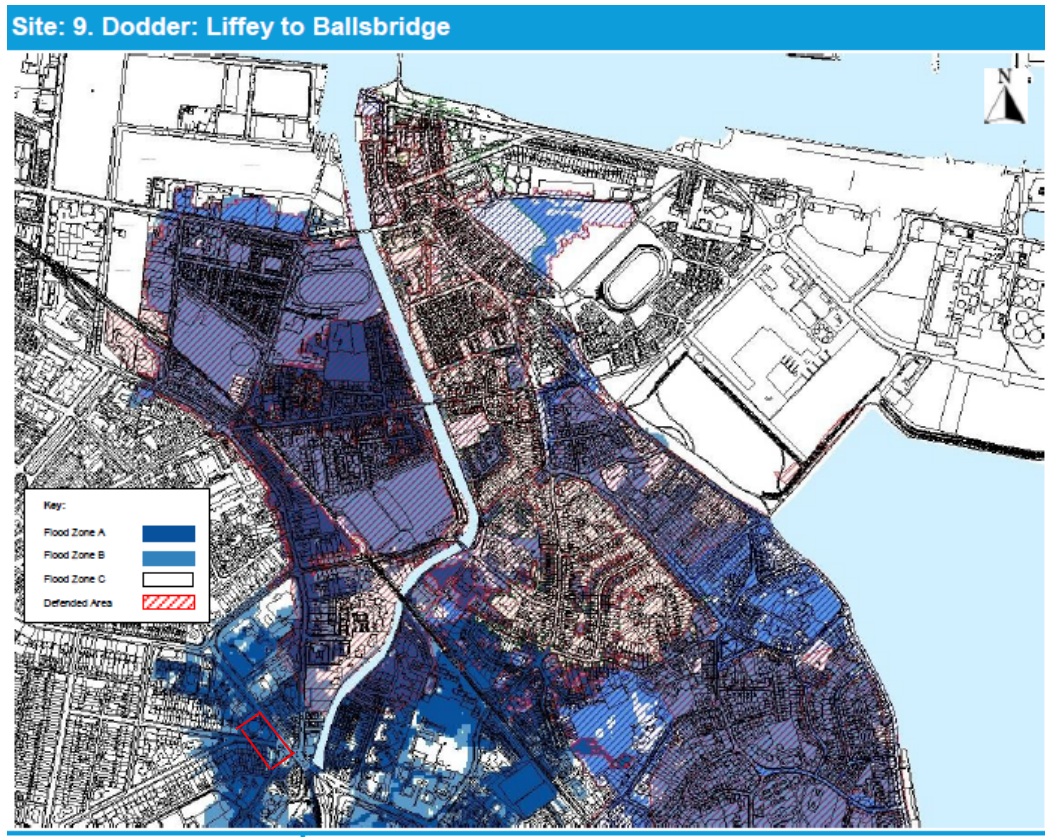 Site: 9. Dodder: Liffey to Ballsbridge
N
Key:
Flood Zone A
Flood Zone B
Flood Zone C
Defended Area